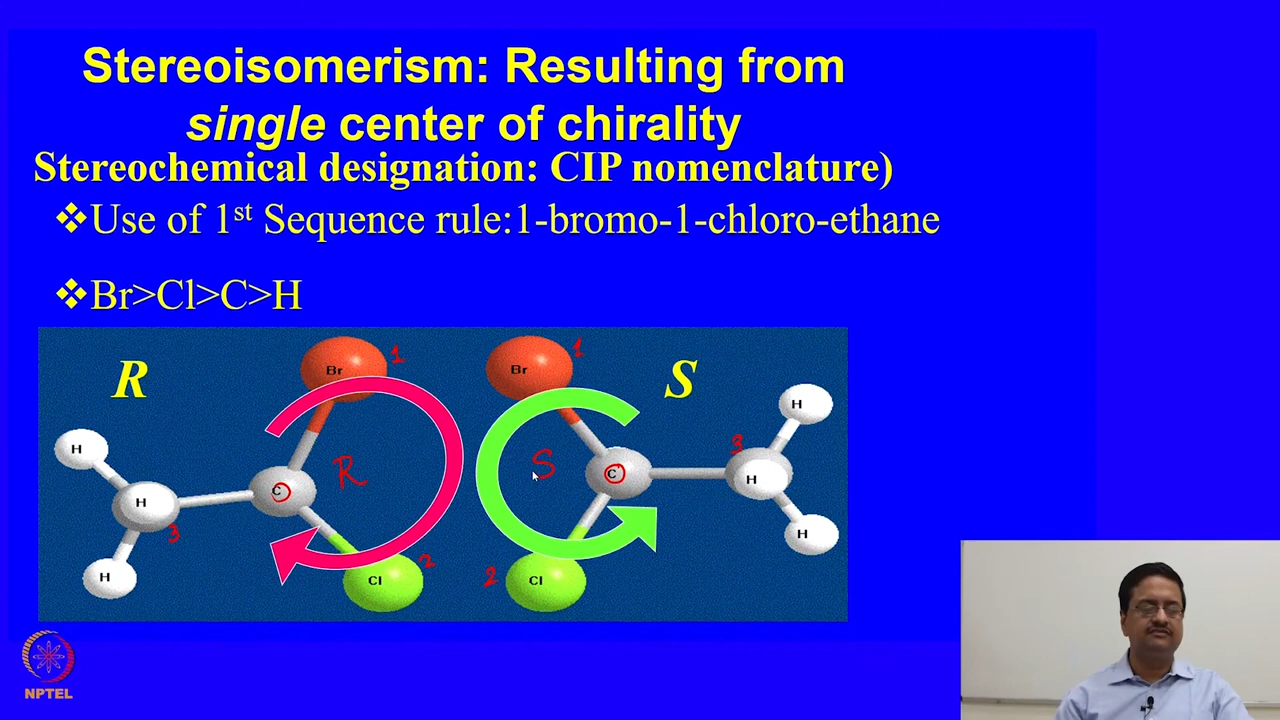 Stereoisomerism: Resulting from
single center of chirality
Stereochemical designation: CIP nomenclature)
❖Use of 1st Sequence rule:1-bromo-1-chloro-ethane
❖Br>Cl>C>H
R
Br
1
H
H
H
3
C
R
Cl
2
S
Br
1
S
C
3
H
H
H
2
Cl
NPTEL